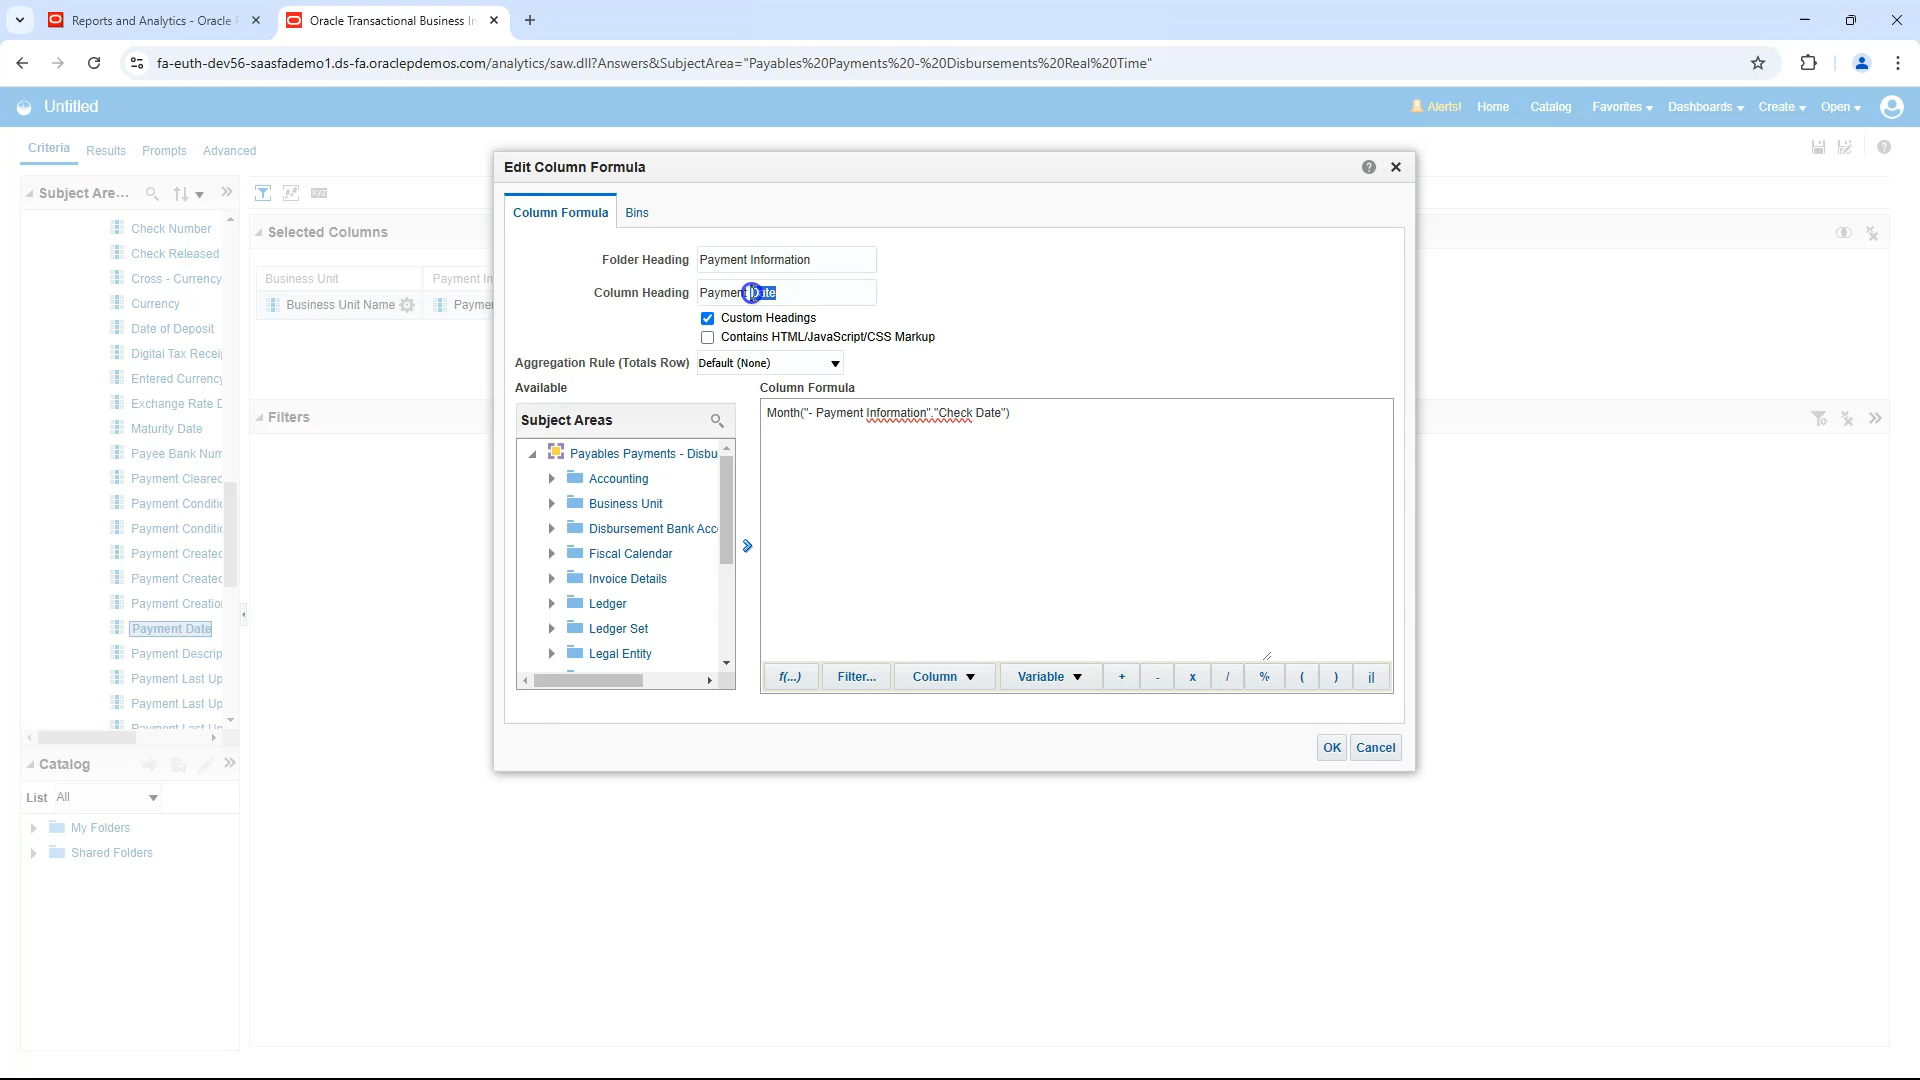 Reports and Analytics - Oracle
Oracle Transactional Business In
fa-euth-dev56-saasfademo1.ds-fa.oraclepdemos.com/analytics/saw.dll?Answers&SubjectArea="Payables%20Payments%20-%20Disbursements%20Real%20Time"
Untitled
Alerts!
Home
Catalog
Favorites
Dashboards
Create
Open
Criteria
Results
Prompts
Advanced
Subject Are...
XYZ
Check Number
Check Released
Cross - Currency
Currency
Date of Deposit
Digital Tax Recei
Entered Currency
Exchange Rate D
Maturity Date
Payee Bank Num
Payment Cleared
Payment Conditi
Payment Conditi
Payment Created
Payment Created
Payment Creation
Payment Date
Payment Descrip
Payment Last Up
Payment Last Up
Payment Last Up
Catalog
List All
My Folders
Shared Folders
Selected Columns
Business Unit
Payment In
Business Unit Name
Payme
Filters
Edit Column Formula
Column Formula
Bins
Folder Heading Payment Information
Column Heading Payment Date
Custom Headings
Contains HTML/JavaScript/CSS Markup
Aggregation Rule (Totals Row) Default (None)
Available
Column Formula
Subject Areas
Payables Payments - Disbu
Accounting
Business Unit
Disbursement Bank Acc
Fiscal Calendar
Invoice Details
Ledger
Ledger Set
Legal Entity
Month("- Payment Information"."Check Date")
f(...)
Filter...
Column
Variable
+
-
x
/
%
(
)
||
OK
Cancel